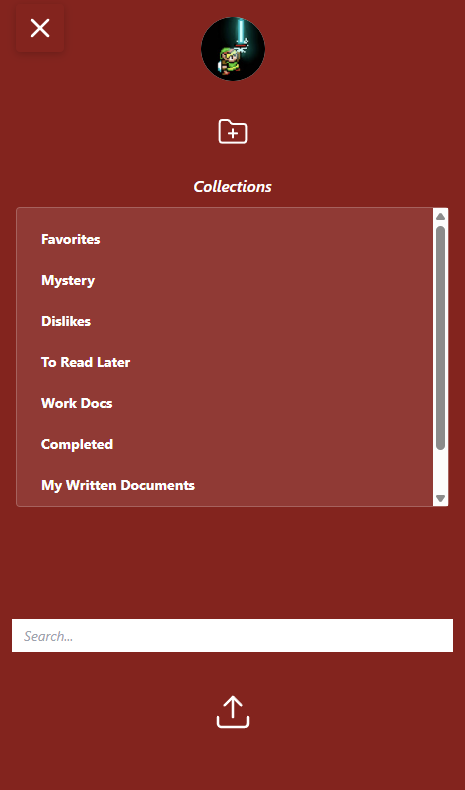 Collections
Favorites
Mystery
Dislikes
To Read Later
Work Docs
Completed
My Written Documents
Search...